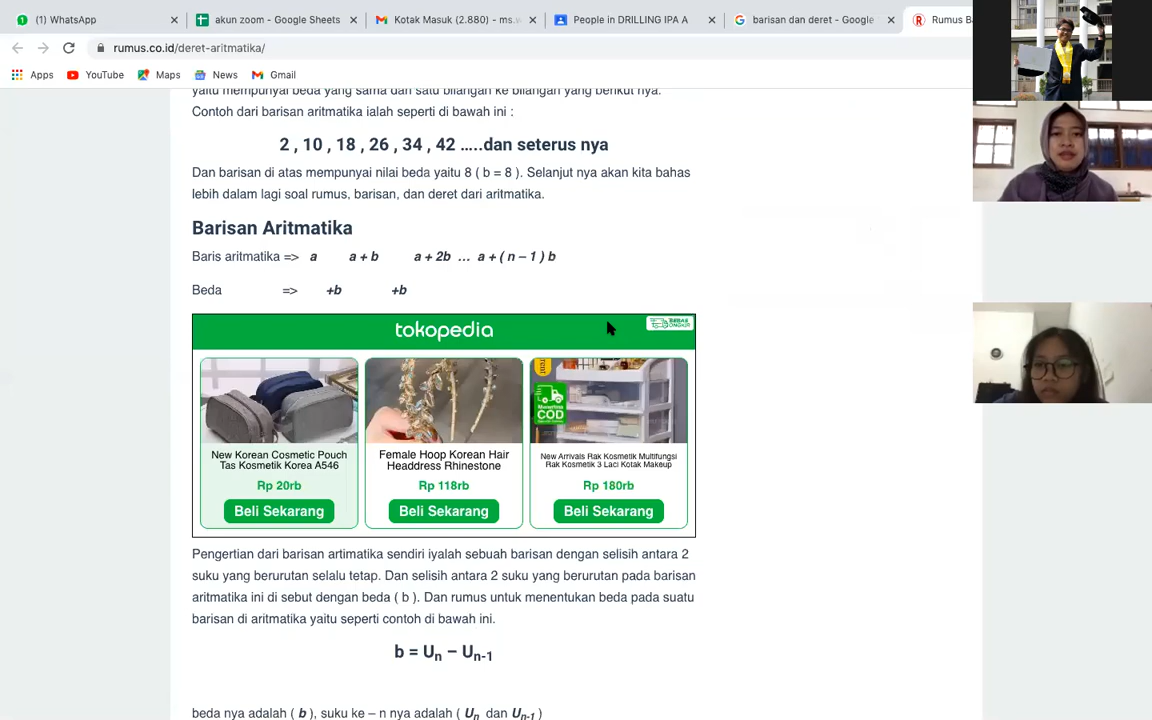 (1) WhatsApp
akun zoom - Google Sheets
Kotak Masuk (2.880) - ms.w
People in DRILLING IPA A
barisan dan deret - Google
Rumus B
rumus.co.id/deret-aritmatika/
Apps YouTube Maps News Gmail
yaitu mempunyai beda yang sama dari satu bilangan ke bilangan yang berikut nya.
Contoh dari barisan aritmatika ialah seperti di bawah ini :
2 , 10 , 18 , 26 , 34 , 42 .....dan seterus nya
Dan barisan di atas mempunyai nilai beda yaitu 8 ( b = 8 ). Selanjut nya akan kita bahas
lebih dalam lagi soal rumus, barisan, dan deret dari aritmatika.
Barisan Aritmatika
Baris aritmatika => a a + b a + 2b ... a + ( n – 1 ) b
Beda => +b +b
tokopedia
BEBAS ONGKIR
Menerima
COD
New Korean Cosmetic Pouch
Tas Kosmetik Korea A546
Rp 20rb
Beli Sekarang
Female Hoop Korean Hair
Headdress Rhinestone
Rp 118rb
Beli Sekarang
New Arrivals Rak Kosmetik Multifungsi
Rak Kosmetik 3 Laci Kotak Makeup
Rp 180rb
Beli Sekarang
Pengertian dari barisan artimatika sendiri iyalah sebuah barisan dengan selisih antara 2
suku yang berurutan selalu tetap. Dan selisih antara 2 suku yang berurutan pada barisan
aritmatika ini di sebut dengan beda ( b ). Dan rumus untuk menentukan beda pada suatu
barisan di aritmatika yaitu seperti contoh di bawah ini.
b = Un – Un-1
beda nya adalah ( b ), suku ke – n nya adalah ( Un dan Un-1 )